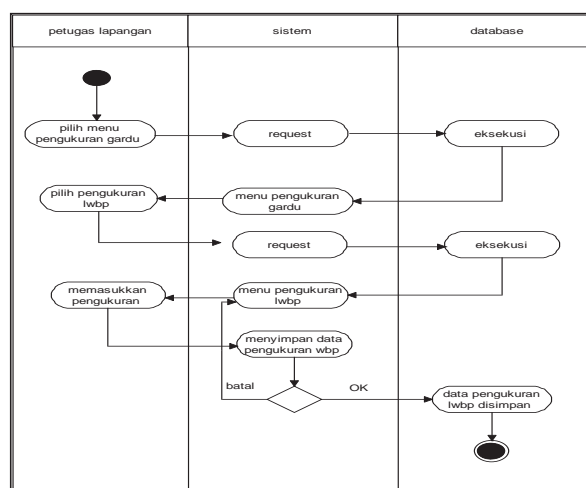 petugas lapangan
sistem
database
pilih menu
pengukuran gardu
request
eksekusi
pilih pengukuran
lwbp
menu pengukuran
gardu
request
eksekusi
memasukkan
pengukuran
menu pengukuran
lwbp
menyimpan data
pengukuran wbp
batal
OK
data pengukuran
lwbp disimpan